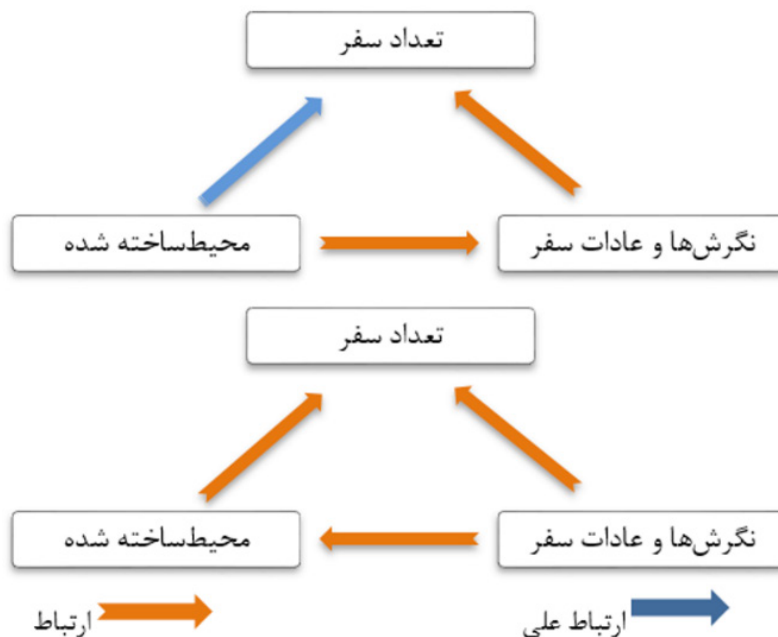 تعداد سفر
نگرش‌ها و عادات سفر
محیط‌ساخته شده
تعداد سفر
نگرش‌ها و عادات سفر
محیط‌ساخته شده
ارتباط علی
ارتباط